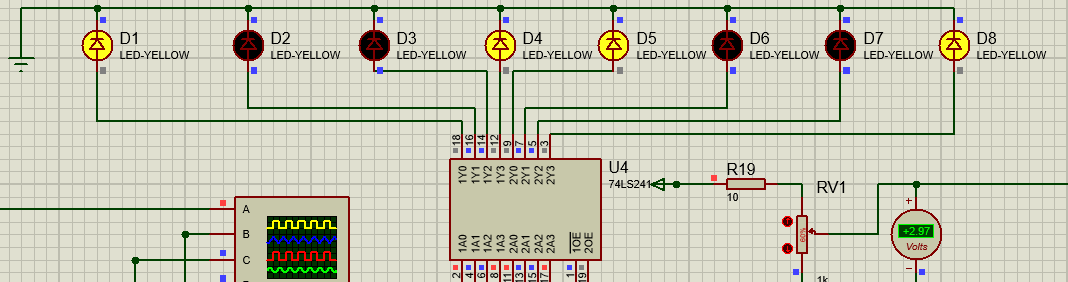 D1 D2 D3 D4 D5 D6 D7 D8
LED-YELLOW LED-YELLOW LED-YELLOW LED-YELLOW LED-YELLOW LED-YELLOW LED-YELLOW LED-YELLOW
18 16 14 12 9 7 5 3
1Y0 1Y1 1Y2 1Y3 2Y0 2Y1 2Y2 2Y3
U4
74LS241
R19
10
RV1
60%
1k
+
+2.97
Volts
−
A
B
C
1A0 1A1 1A2 1A3 2A0 2A1 2A2 2A3 1OE 2OE
2 4 6 8 11 13 15 17 1 19